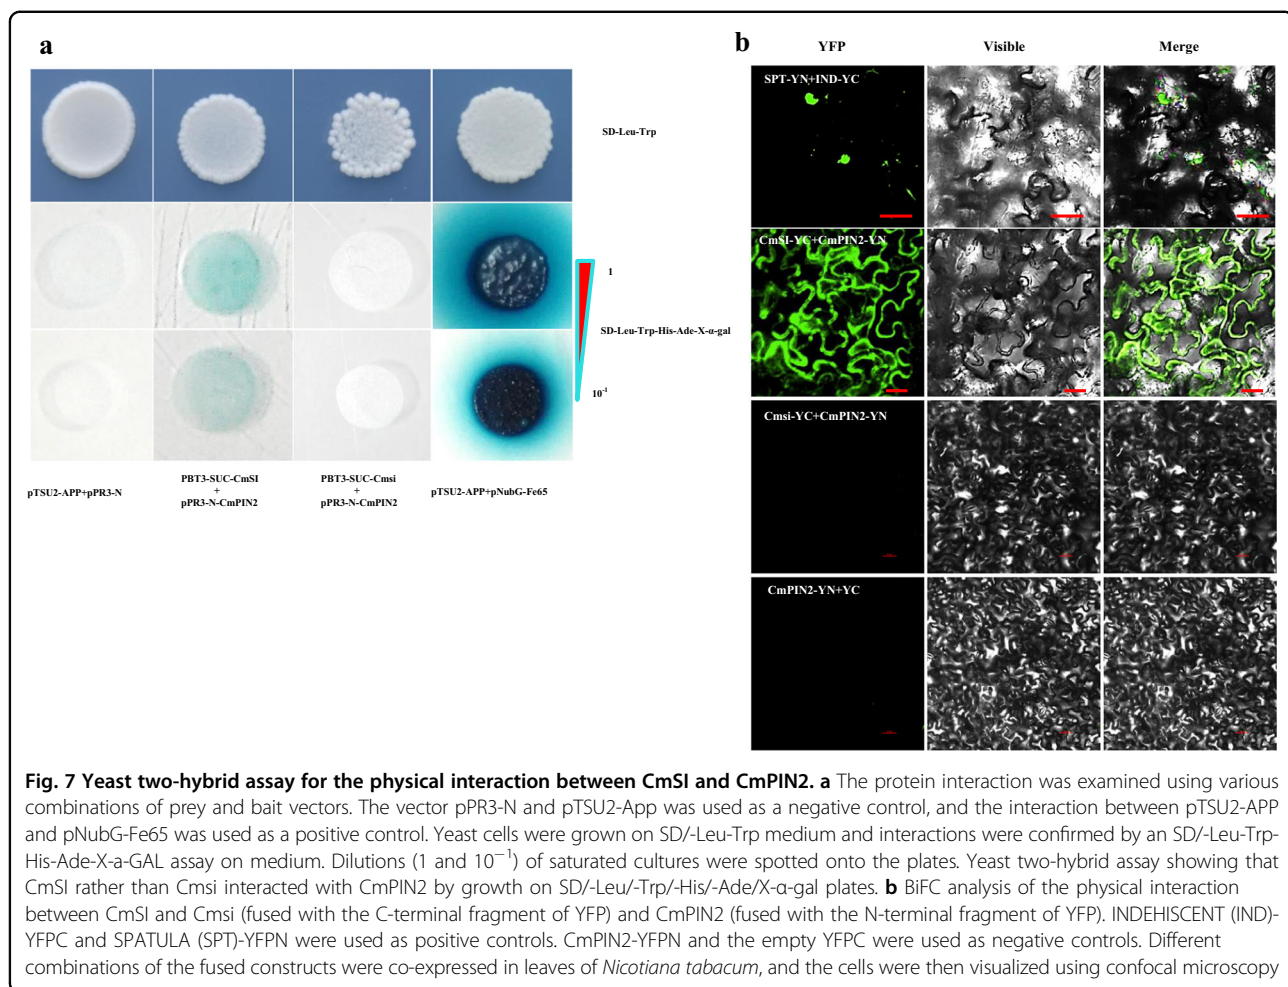 a
b
YFP
Visible
Merge
SPT-YN+IND-YC
SD-Leu-Trp
CmSI-YC+CmPIN2-YN
1
SD-Leu-Trp-His-Ade-X-α-gal
10⁻¹
Cmsi-YC+CmPIN2-YN
PBT3-SUC-CmSI
+
pPR3-N-CmPIN2
PBT3-SUC-Cmsi
+
pPR3-N-CmPIN2
pTSU2-APP+pPR3-N
pTSU2-APP+pNubG-Fe65
CmPIN2-YN+YC
Fig. 7 Yeast two-hybrid assay for the physical interaction between CmSI and CmPIN2. a The protein interaction was examined using various
combinations of prey and bait vectors. The vector pPR3-N and pTSU2-App was used as a negative control, and the interaction between pTSU2-APP
and pNubG-Fe65 was used as a positive control. Yeast cells were grown on SD/-Leu-Trp medium and interactions were confirmed by an SD/-Leu-Trp-
His-Ade-X-a-GAL assay on medium. Dilutions (1 and 10⁻¹) of saturated cultures were spotted onto the plates. Yeast two-hybrid assay showing that
CmSI rather than Cmsi interacted with CmPIN2 by growth on SD/-Leu/-Trp/-His/-Ade/X-α-gal plates. b BiFC analysis of the physical interaction
between CmSI and Cmsi (fused with the C-terminal fragment of YFP) and CmPIN2 (fused with the N-terminal fragment of YFP). INDEHISCENT (IND)-
YFPC and SPATULA (SPT)-YFPN were used as positive controls. CmPIN2-YFPN and the empty YFPC were used as negative controls. Different
combinations of the fused constructs were co-expressed in leaves of Nicotiana tabacum, and the cells were then visualized using confocal microscopy